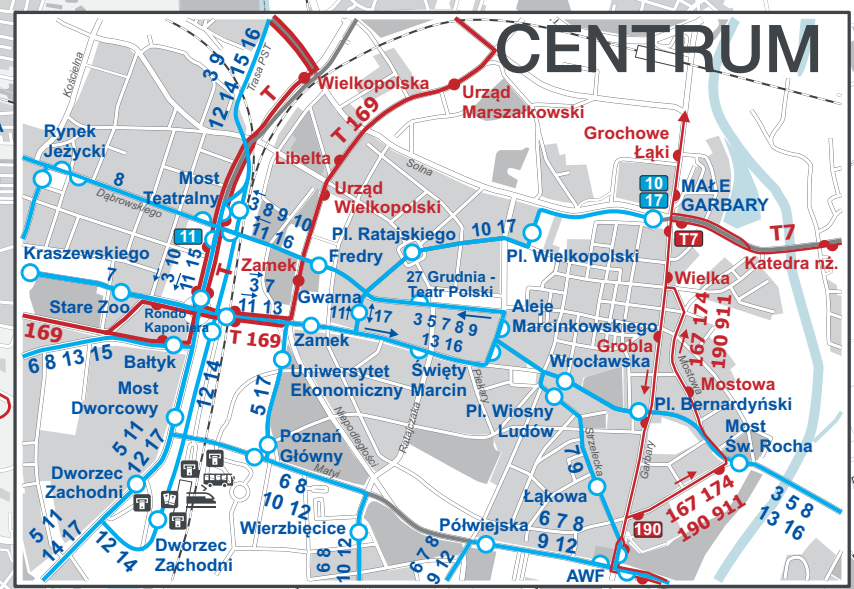 CENTRUM
Kościelna
3 9
12 14 15 16
Trasa PST
T
Wielkopolska
T 169
Urząd
Marszałkowski
Grochowe
Łąki
Rynek
Jeżycki
8
Dąbrowskiego
Most
Teatralny
Libelta
Solna
Urząd
Wielkopolski
10
17
MAŁE
GARBARY
11
3 8 9 10
11 16
Pl. Ratajskiego
10 17
Pl. Wielkopolski
T7
T7
Katedra nż.
Kraszewskiego
7
3 10
11 15
T
Zamek
Fredry
3 7
11 13
Gwarna
27 Grudnia -
Teatr Polski
Wielka
Stare Zoo
Rondo
Kaponiera
11
17
3 5 7 8 9
13 16
Aleje
Marcinkowskiego
169
T 169
Zamek
Grobla
167 174
190 911
6 8 13 15
Bałtyk
12 14
Uniwersytet
Ekonomiczny
Święty
Marcin
Wrocławska
Mostowa
Mostowa
Most
Dworcowy
5 17
Niepodległości
Ratajczaka
Piekary
Pl. Wiosny
Ludów
Pl. Bernardyński
Most
Św. Rocha
5 11
12 17
Poznań
Główny
Matyi
7 9
Strzelecka
Garbary
Dworzec
Zachodni
6 8
10 12
Łąkowa
167 174
190 911
3 5 8
13 16
5 11
14 17
12 14
Dworzec
Zachodni
Wierzbięcice
6 8
10 12
6 7 8
9 12
Półwiejska
6 7 8
9 12
190
AWF